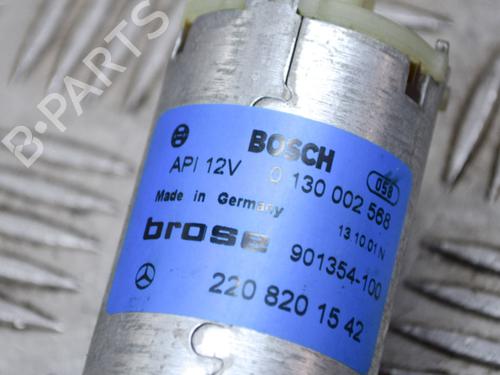 B-PARTS
BOSCH
API 12V 0 130 002 568 058
Made in Germany 13.10 01 N
brose 901354-100
220 820 15 42